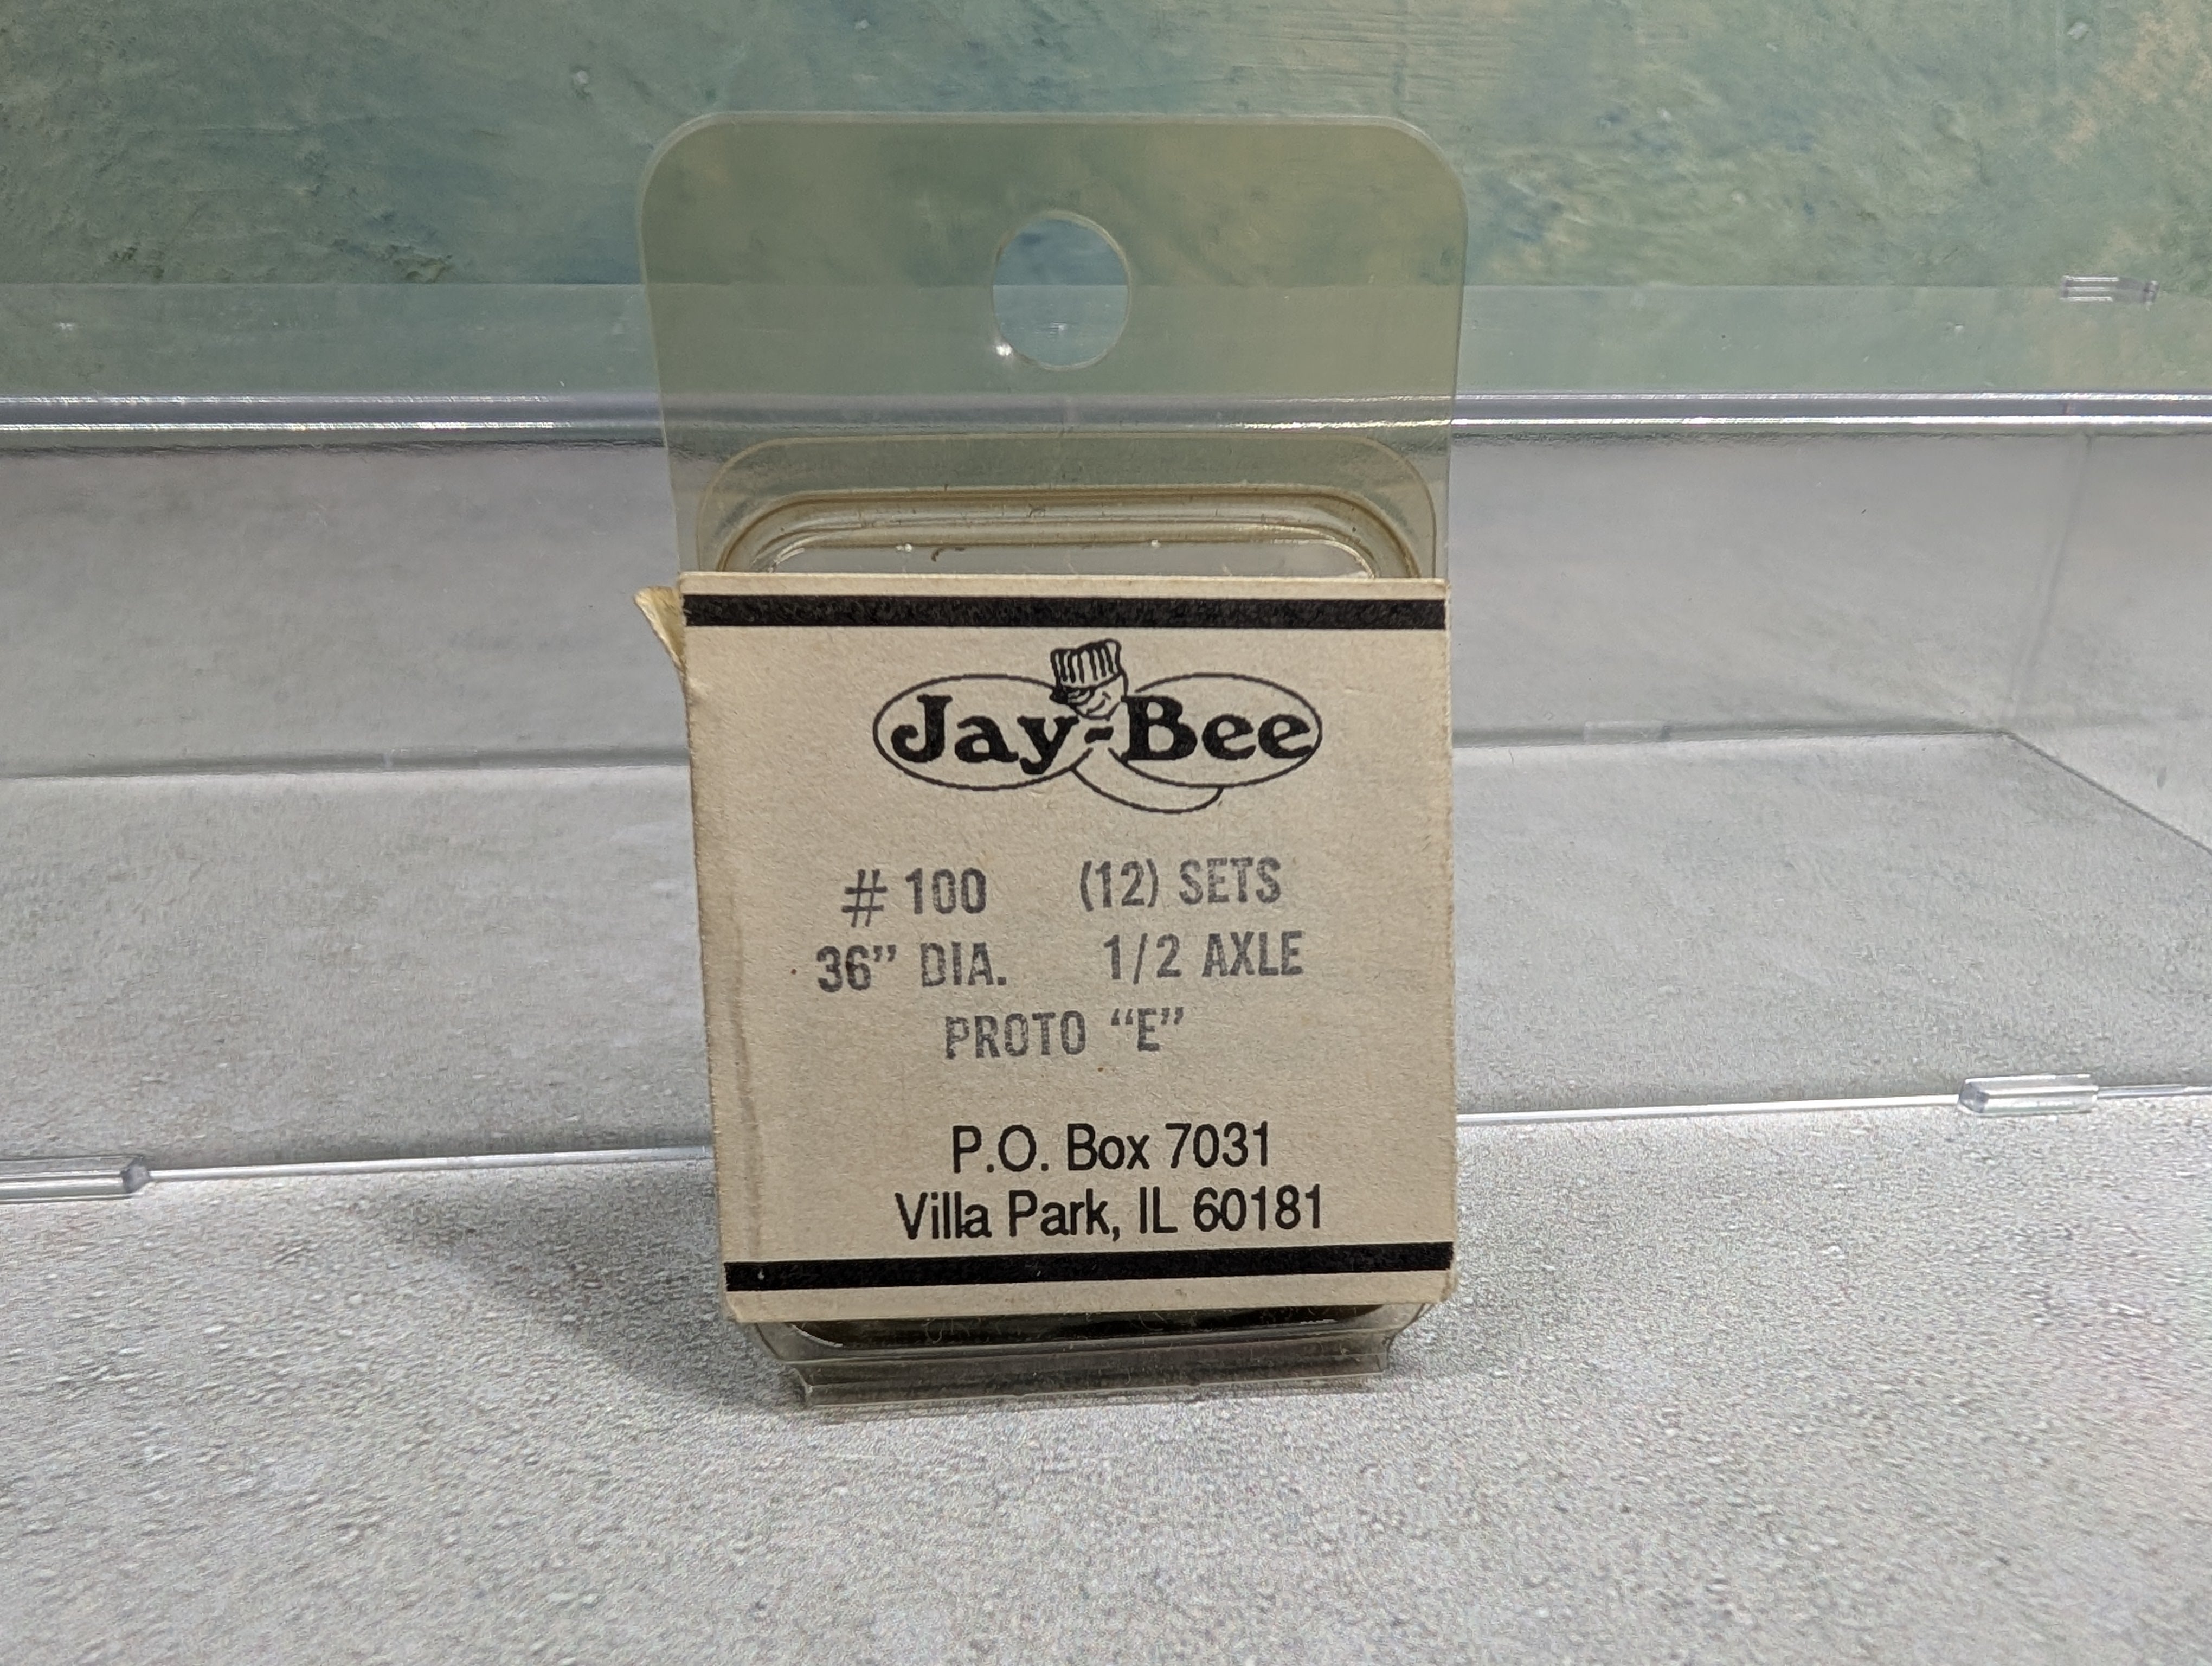 Jay-Bee
# 100 (12) SETS
36” DIA. 1/2 AXLE
PROTO “E”
P.O. Box 7031
Villa Park, IL 60181